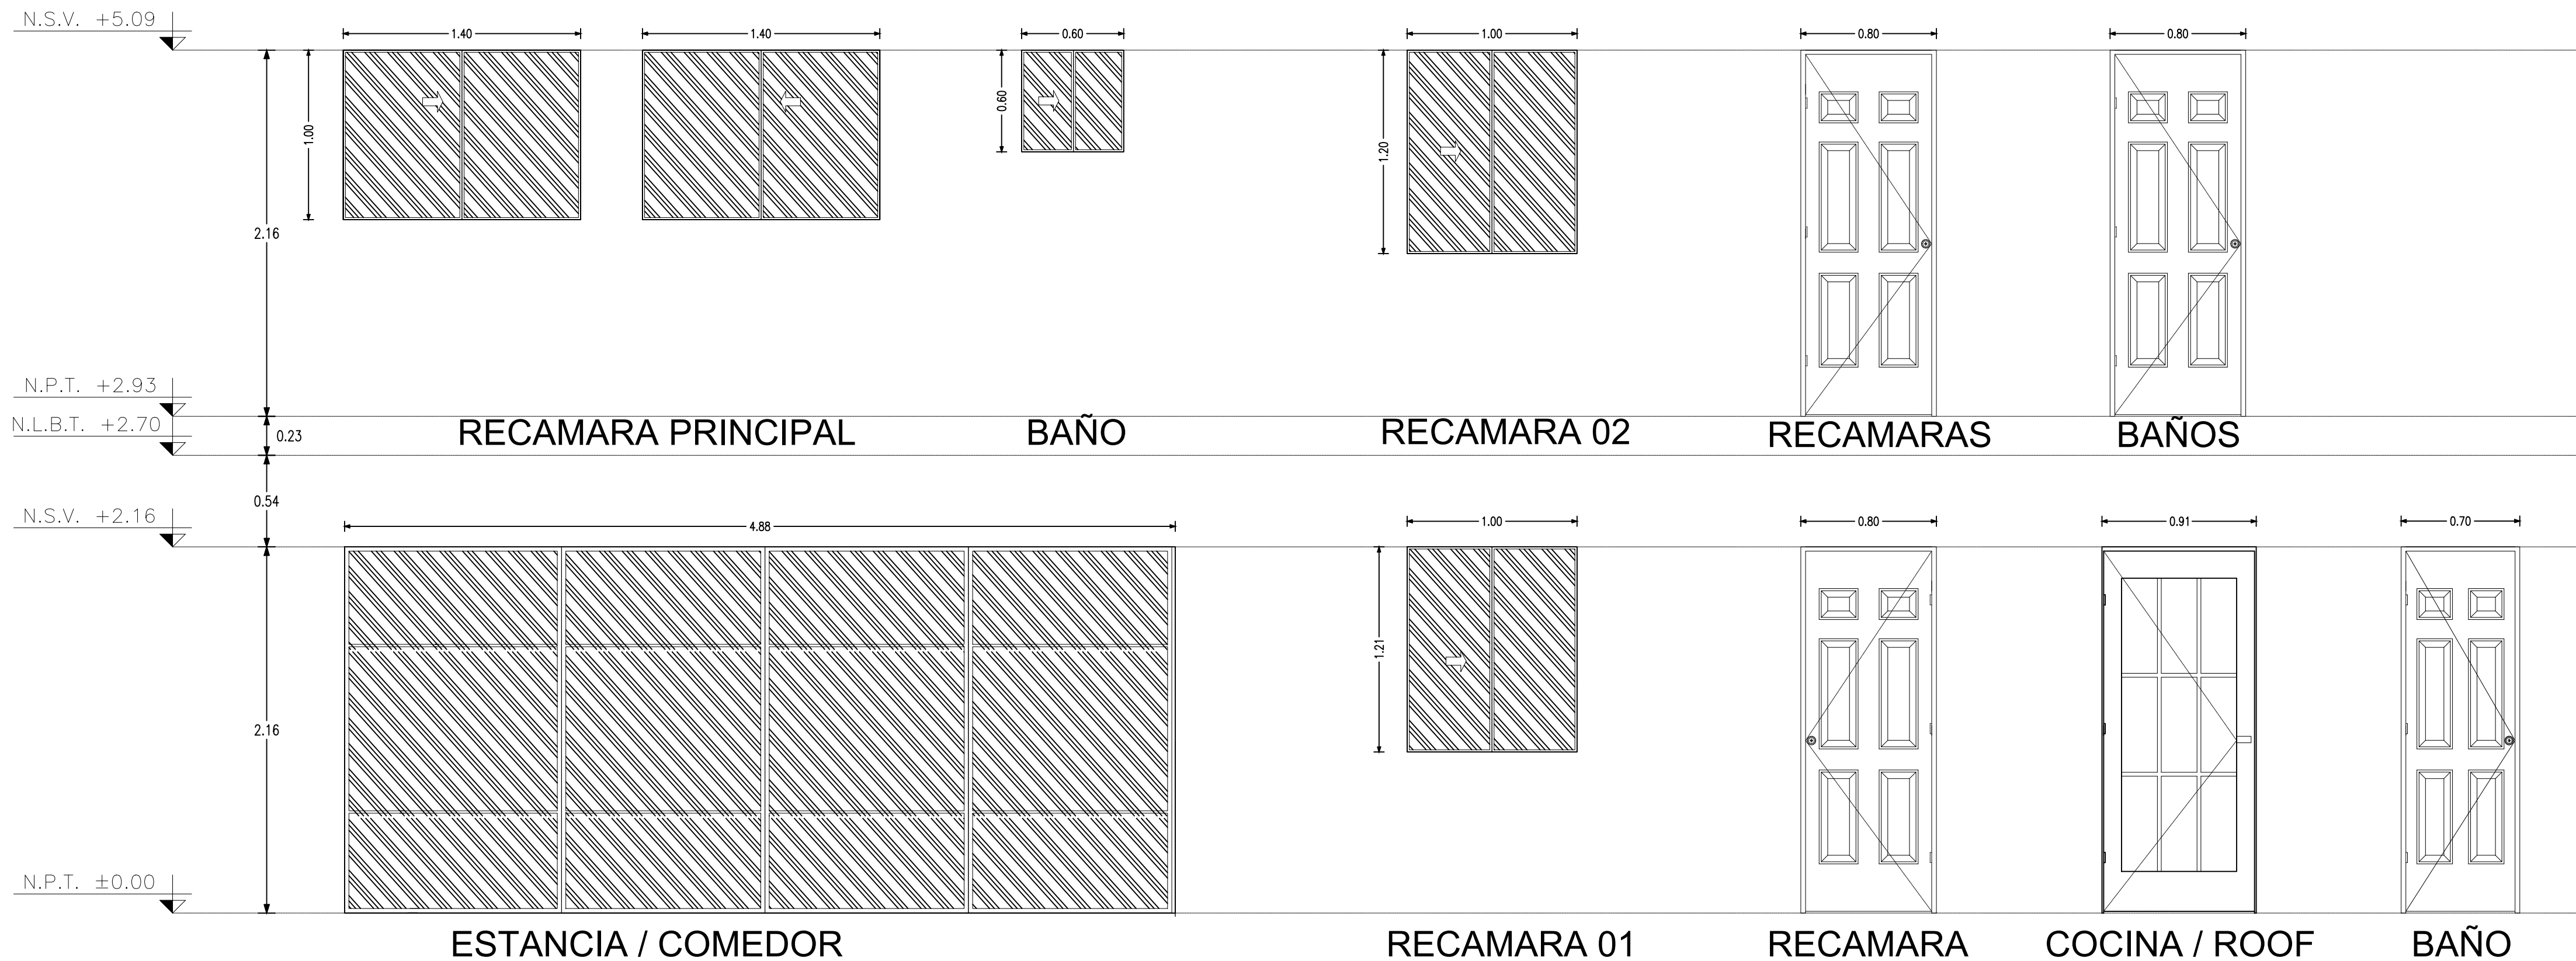 N.S.V. +5.09
1.40
1.40
0.60
1.00
0.80
0.80
1.00
0.60
1.20
2.16
N.P.T. +2.93
N.L.B.T. +2.70
0.23
RECAMARA PRINCIPAL
BAÑO
RECAMARA 02
RECAMARAS
BAÑOS
0.54
N.S.V. +2.16
4.88
1.00
0.80
0.91
0.70
1.21
2.16
N.P.T. ±0.00
ESTANCIA / COMEDOR
RECAMARA 01
RECAMARA
COCINA / ROOF
BAÑO